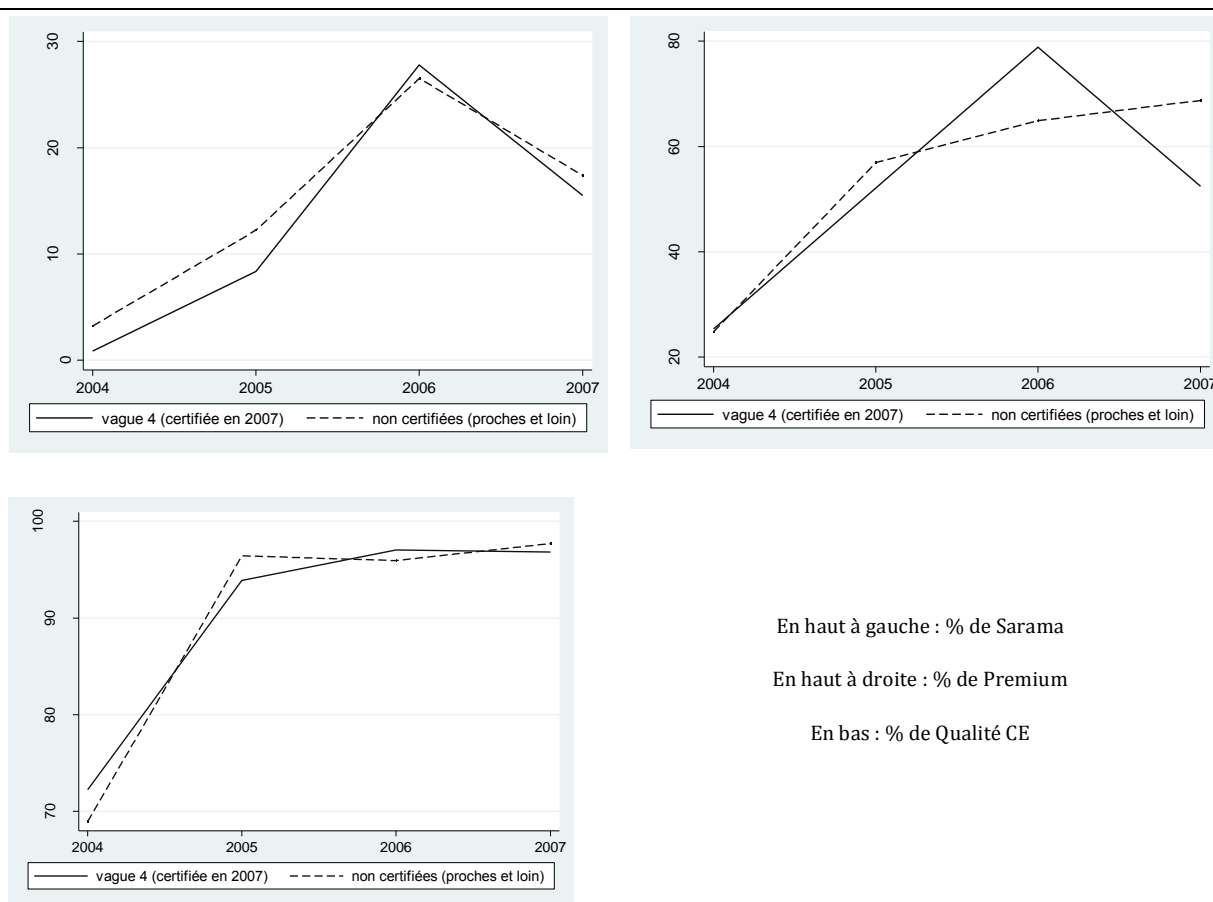 30
20
10
0
2004 2005 2006 2007
vague 4 (certifiée en 2007) non certifiées (proches et loin)
80
60
40
20
2004 2005 2006 2007
vague 4 (certifiée en 2007) non certifiées (proches et loin)
100
90
80
70
2004 2005 2006 2007
vague 4 (certifiée en 2007) non certifiées (proches et loin)
En haut à gauche : % de Sarama
En haut à droite : % de Premium
En bas : % de Qualité CE